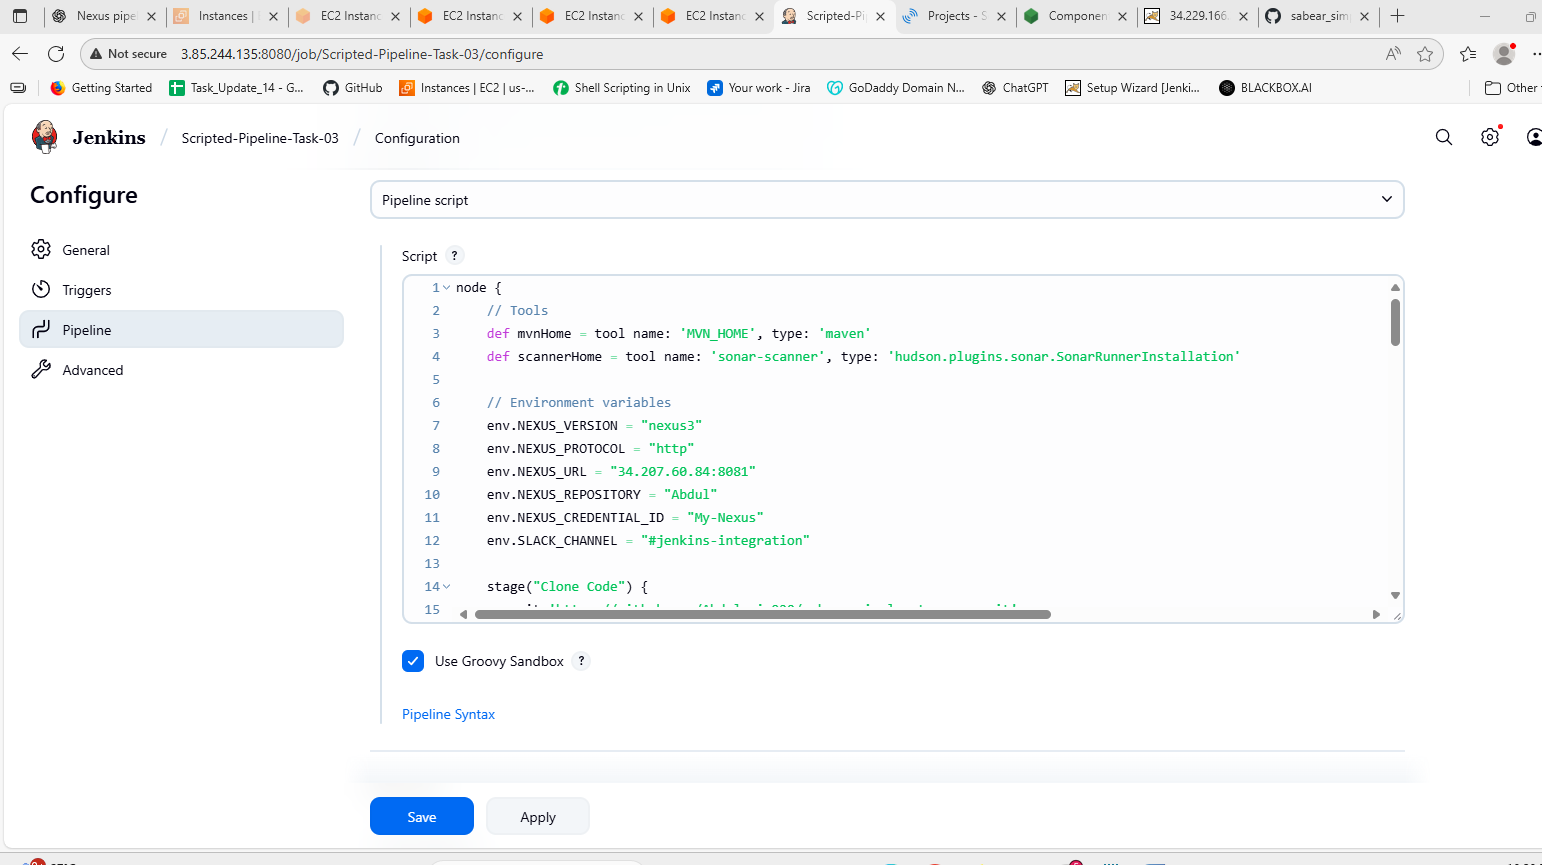 Nexus pipe
Instances | E
EC2 Instanc
EC2 Instanc
EC2 Instanc
EC2 Instanc
Scripted-Pip
Projects - S
Componen
34.229.166.
sabear_sim
Not secure 3.85.244.135:8080/job/Scripted-Pipeline-Task-03/configure
Getting Started Task_Update_14 - G... GitHub Instances | EC2 | us-... Shell Scripting in Unix Your work - Jira GoDaddy Domain N... ChatGPT Setup Wizard [Jenki... BLACKBOX.AI Other
Jenkins / Scripted-Pipeline-Task-03 / Configuration
Configure
General
Triggers
Pipeline
Advanced
Pipeline script
Script ?
1 node {
2 // Tools
3 def mvnHome = tool name: 'MVN_HOME', type: 'maven'
4 def scannerHome = tool name: 'sonar-scanner', type: 'hudson.plugins.sonar.SonarRunnerInstallation'
5
6 // Environment variables
7 env.NEXUS_VERSION = "nexus3"
8 env.NEXUS_PROTOCOL = "http"
9 env.NEXUS_URL = "34.207.60.84:8081"
10 env.NEXUS_REPOSITORY = "Abdul"
11 env.NEXUS_CREDENTIAL_ID = "My-Nexus"
12 env.SLACK_CHANNEL = "#jenkins-integration"
13
14 stage("Clone Code") {
15
Use Groovy Sandbox ?
Pipeline Syntax
Save
Apply